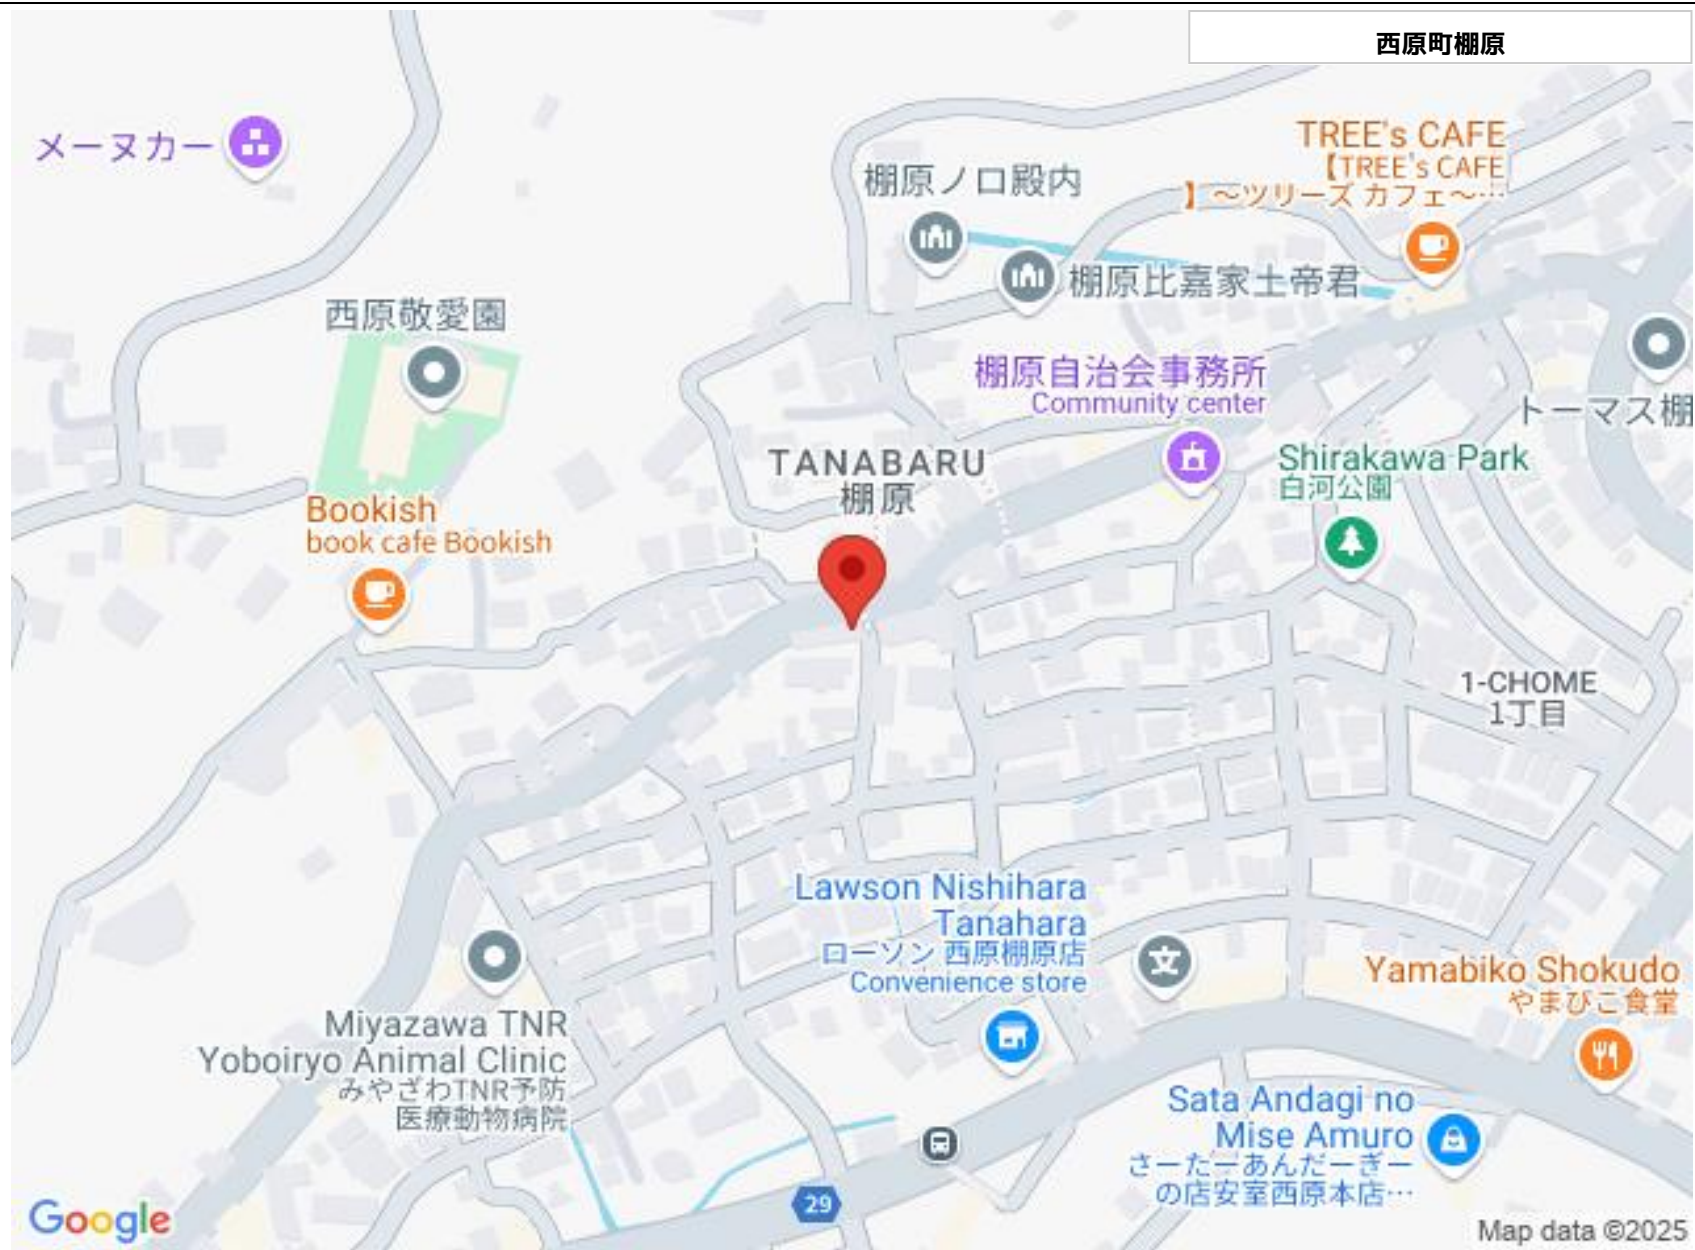 西原町棚原
メーヌカー
TREE's CAFE
【TREE's CAFE
】～ツリーズ カフェ～…
棚原ノロ殿内
棚原比嘉家土帝君
西原敬愛園
棚原自治会事務所
Community center
トーマス棚
TANABARU
棚原
Shirakawa Park
白河公園
Bookish
book cafe Bookish
1-CHOME
1丁目
Lawson Nishihara
Tanahara
ローソン 西原棚原店
Convenience store
文
Yamabiko Shokudo
やまびこ食堂
Miyazawa TNR
Yoboiryo Animal Clinic
みやざわTNR予防
医療動物病院
Sata Andagi no
Mise Amuro
さーたーあんだーぎー
の店安室西原本店…
29
Google
Map data ©2025